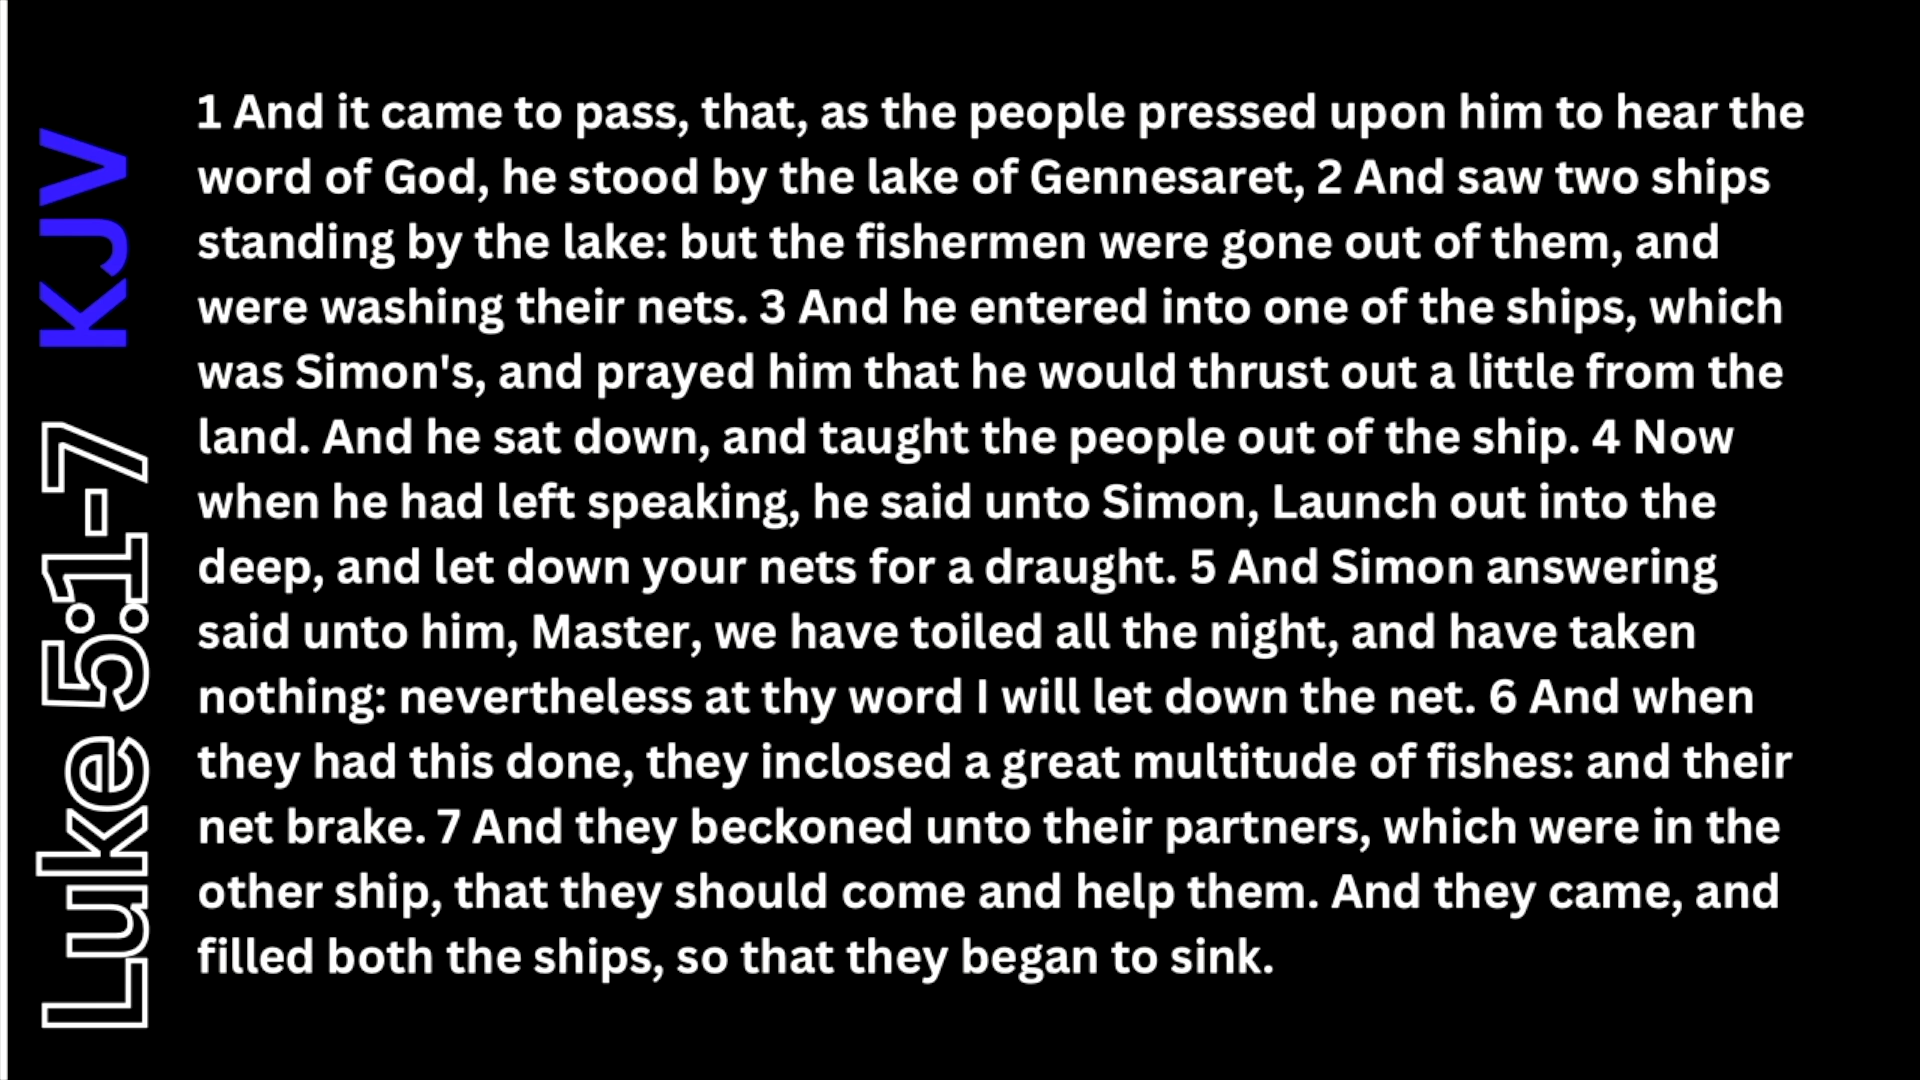 Luke 5:1-7 KJV
1 And it came to pass, that, as the people pressed upon him to hear the
word of God, he stood by the lake of Gennesaret, 2 And saw two ships
standing by the lake: but the fishermen were gone out of them, and
were washing their nets. 3 And he entered into one of the ships, which
was Simon's, and prayed him that he would thrust out a little from the
land. And he sat down, and taught the people out of the ship. 4 Now
when he had left speaking, he said unto Simon, Launch out into the
deep, and let down your nets for a draught. 5 And Simon answering
said unto him, Master, we have toiled all the night, and have taken
nothing: nevertheless at thy word I will let down the net. 6 And when
they had this done, they inclosed a great multitude of fishes: and their
net brake. 7 And they beckoned unto their partners, which were in the
other ship, that they should come and help them. And they came, and
filled both the ships, so that they began to sink.